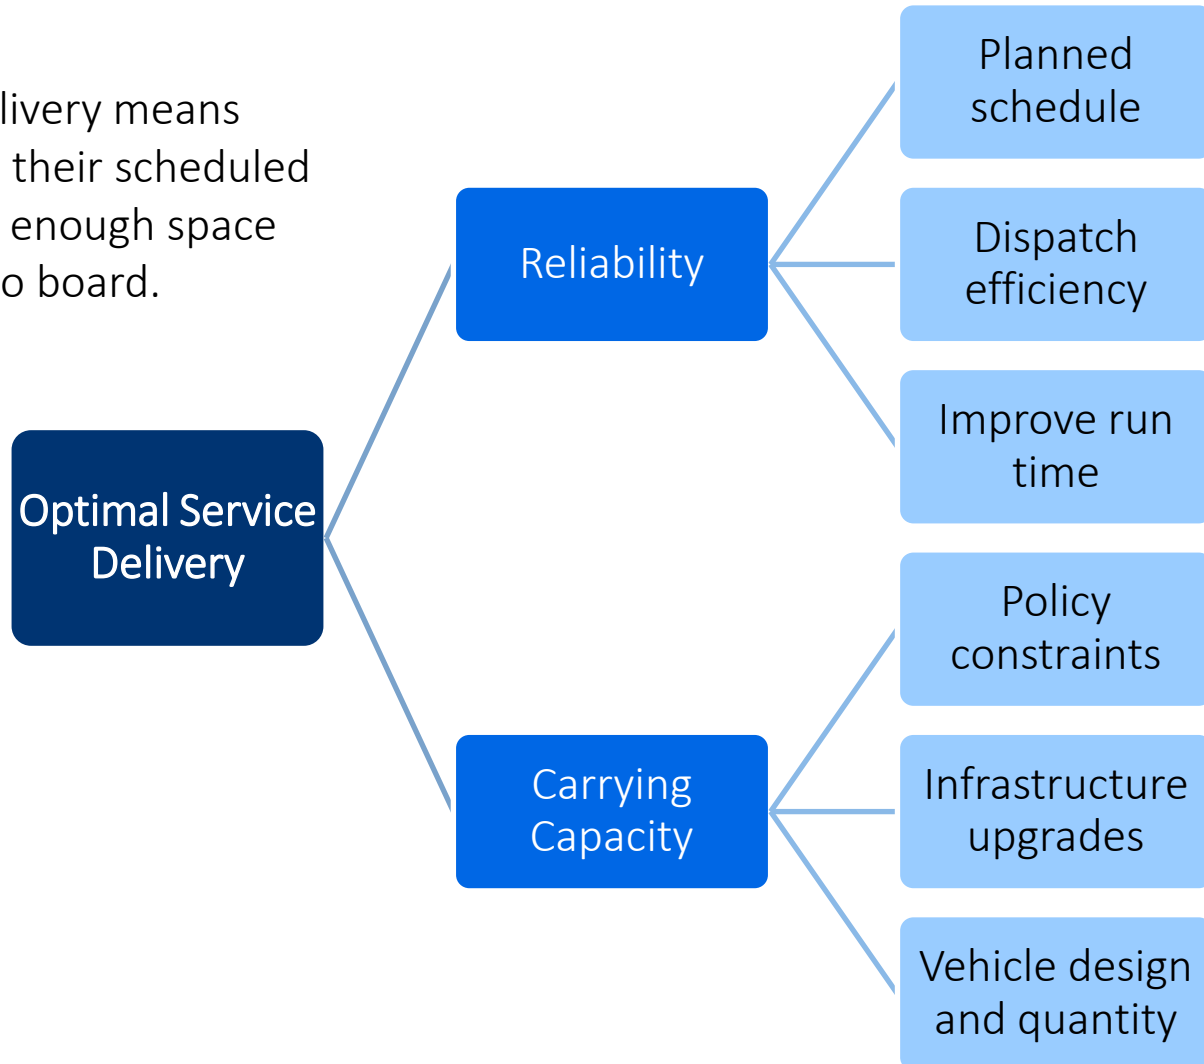 livery means
their scheduled
enough space
o board.
Optimal Service
Delivery
Reliability
Planned
schedule
Dispatch
efficiency
Improve run
time
Carrying
Capacity
Policy
constraints
Infrastructure
upgrades
Vehicle design
and quantity